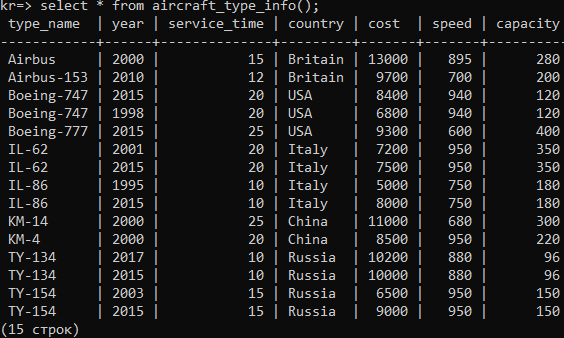 kr=> select * from aircraft_type_info();
 type_name  | year | service_time | country | cost  | speed | capacity
------------+------+--------------+---------+-------+-------+----------
 Airbus     | 2000 |           15 | Britain | 13000 |   895 |      280
 Airbus-153 | 2010 |           12 | Britain |  9700 |   700 |      200
 Boeing-747 | 2015 |           20 | USA     |  8400 |   940 |      120
 Boeing-747 | 1998 |           20 | USA     |  6800 |   940 |      120
 Boeing-777 | 2015 |           25 | USA     |  9300 |   600 |      400
 IL-62      | 2001 |           20 | Italy   |  7200 |   950 |      350
 IL-62      | 2015 |           20 | Italy   |  7500 |   950 |      350
 IL-86      | 1995 |           10 | Italy   |  5000 |   750 |      180
 IL-86      | 2015 |           10 | Italy   |  8000 |   750 |      180
 KM-14      | 2000 |           25 | China   | 11000 |   680 |      300
 KM-4       | 2000 |           20 | China   |  8500 |   950 |      220
 TY-134     | 2017 |           10 | Russia  | 10200 |   880 |       96
 TY-134     | 2015 |           10 | Russia  | 10000 |   880 |       96
 TY-154     | 2003 |           15 | Russia  |  6500 |   950 |      150
 TY-154     | 2015 |           15 | Russia  |  9000 |   950 |      150
(15 строк)